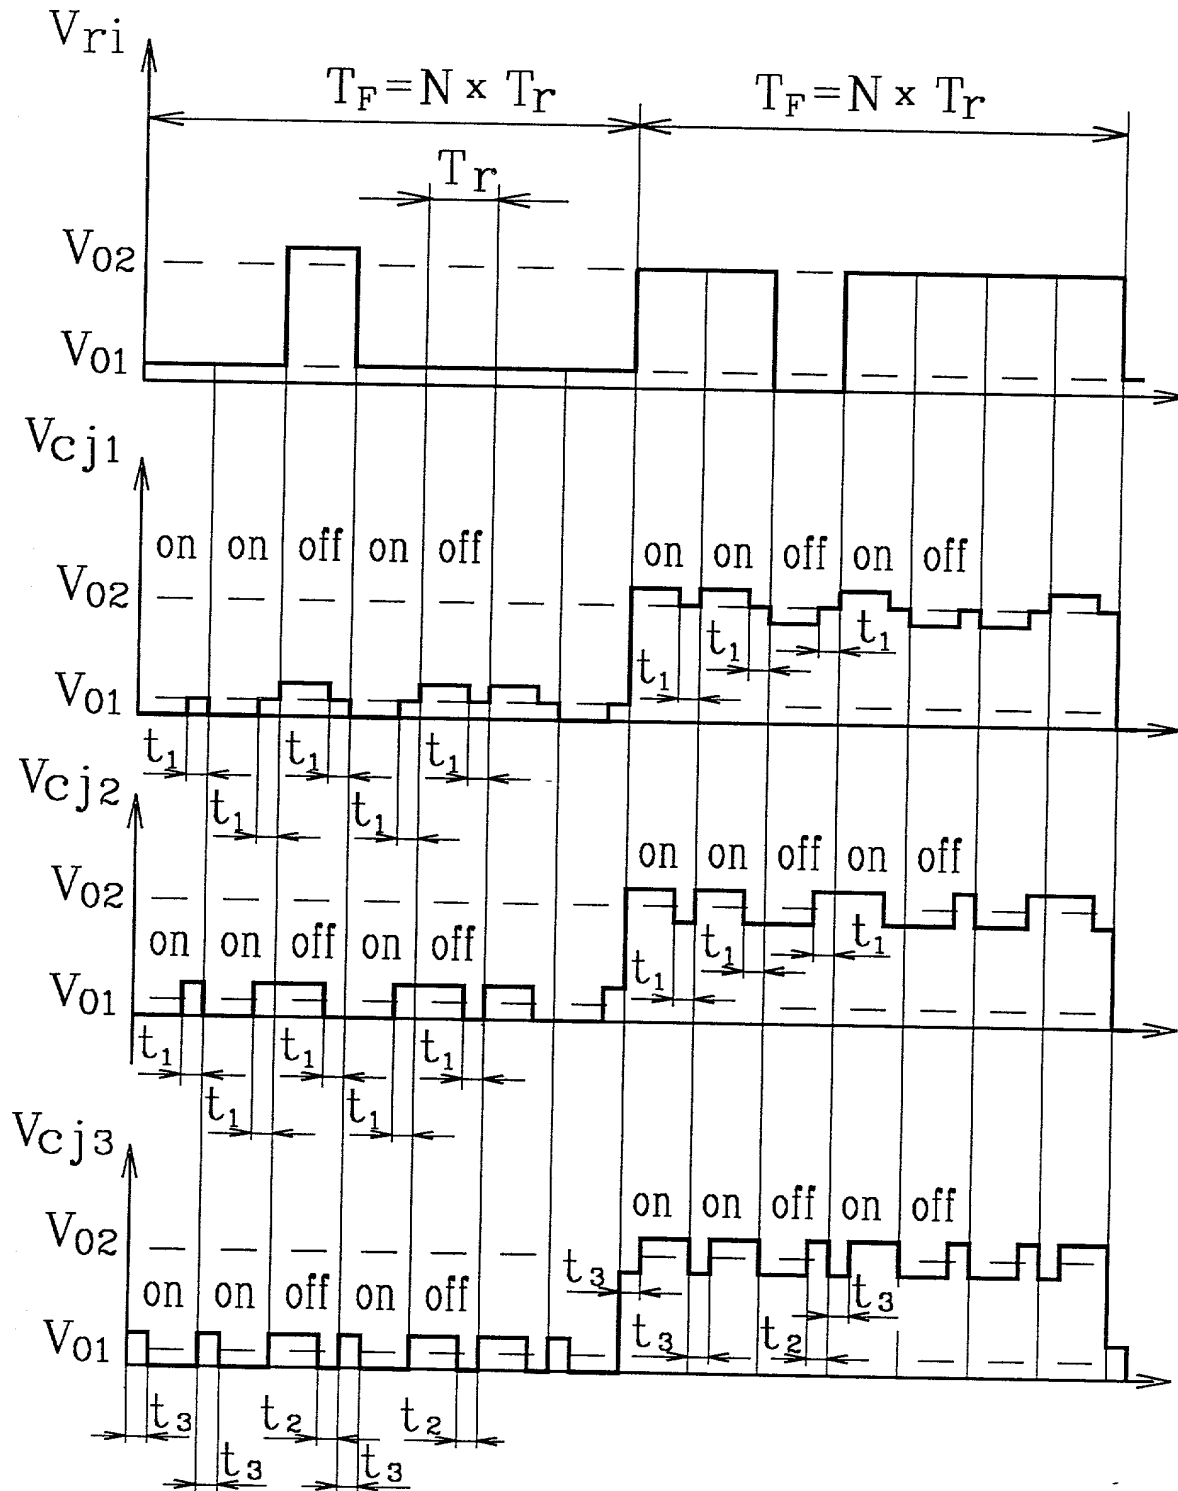 Vri
TF=N×Tr TF=N×Tr
Tr
V02
V01
Vcj1
on on off on off
on on off on off
V02
t1 t1 t1
V01
t1 t1 t1
t1 t1
Vcj2
on on off on off
V02
on on off on off
t1 t1 t1
V01
t1 t1 t1
t1 t1
Vcj3
on on off on off
V02
t3 t3
on on off on off
V01
t3 t2
t3 t2 t2
t3 t3